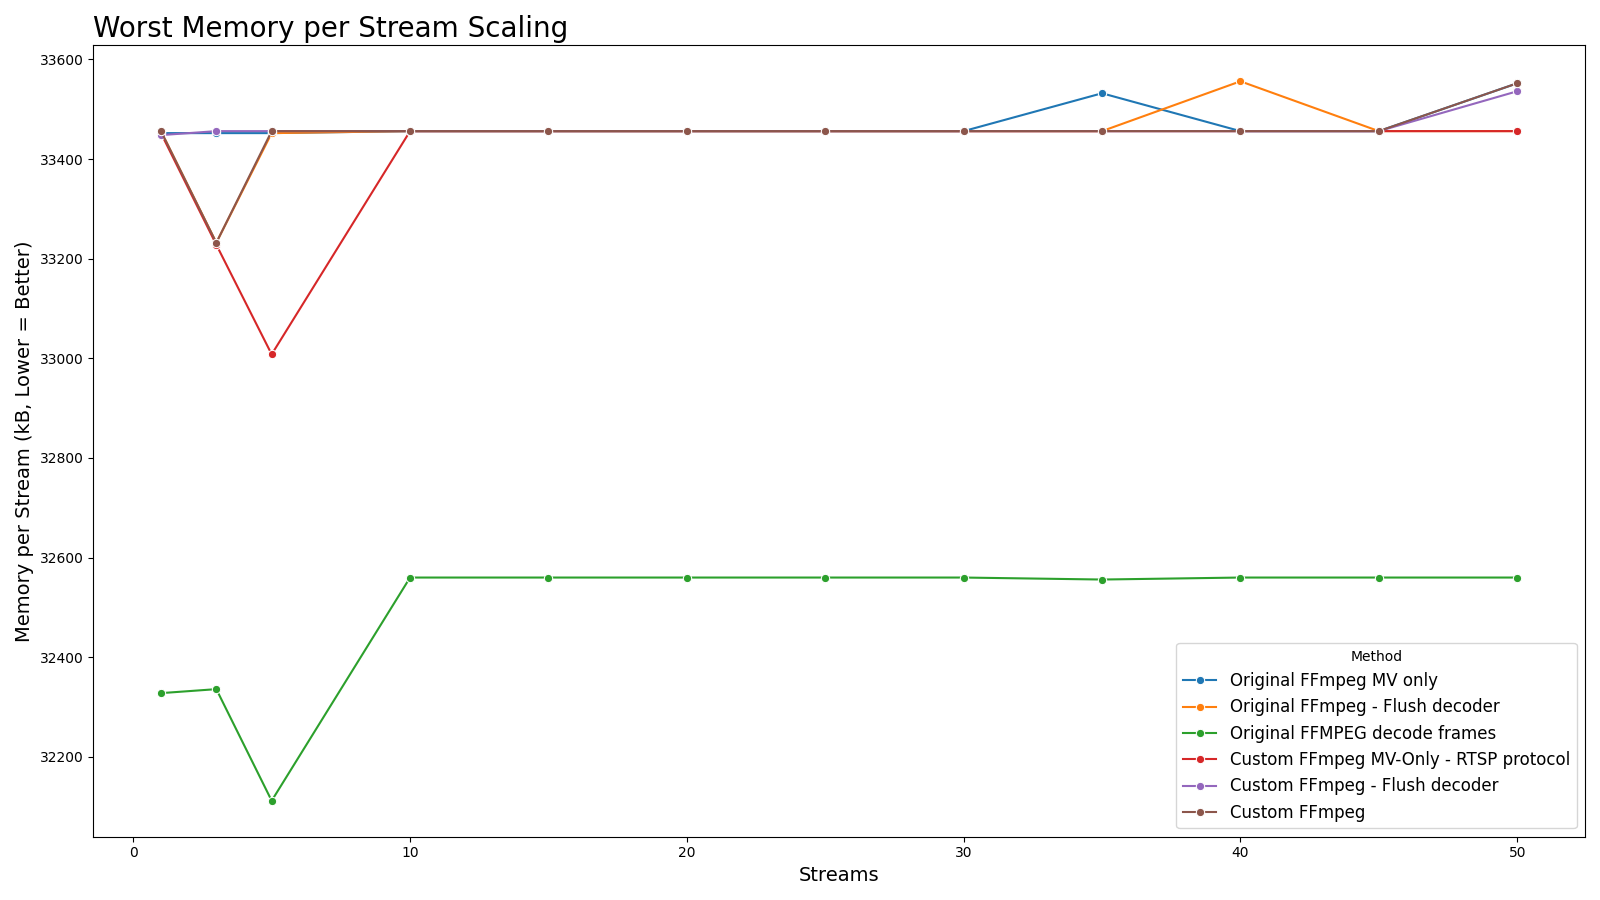 Worst Memory per Stream Scaling
Memory per Stream (kB, Lower = Better)
33600
33400
33200
33000
32800
32600
32400
32200
0
10
20
30
40
50
Streams
Method
Original FFmpeg MV only
Original FFmpeg - Flush decoder
Original FFMPEG decode frames
Custom FFmpeg MV-Only - RTSP protocol
Custom FFmpeg - Flush decoder
Custom FFmpeg